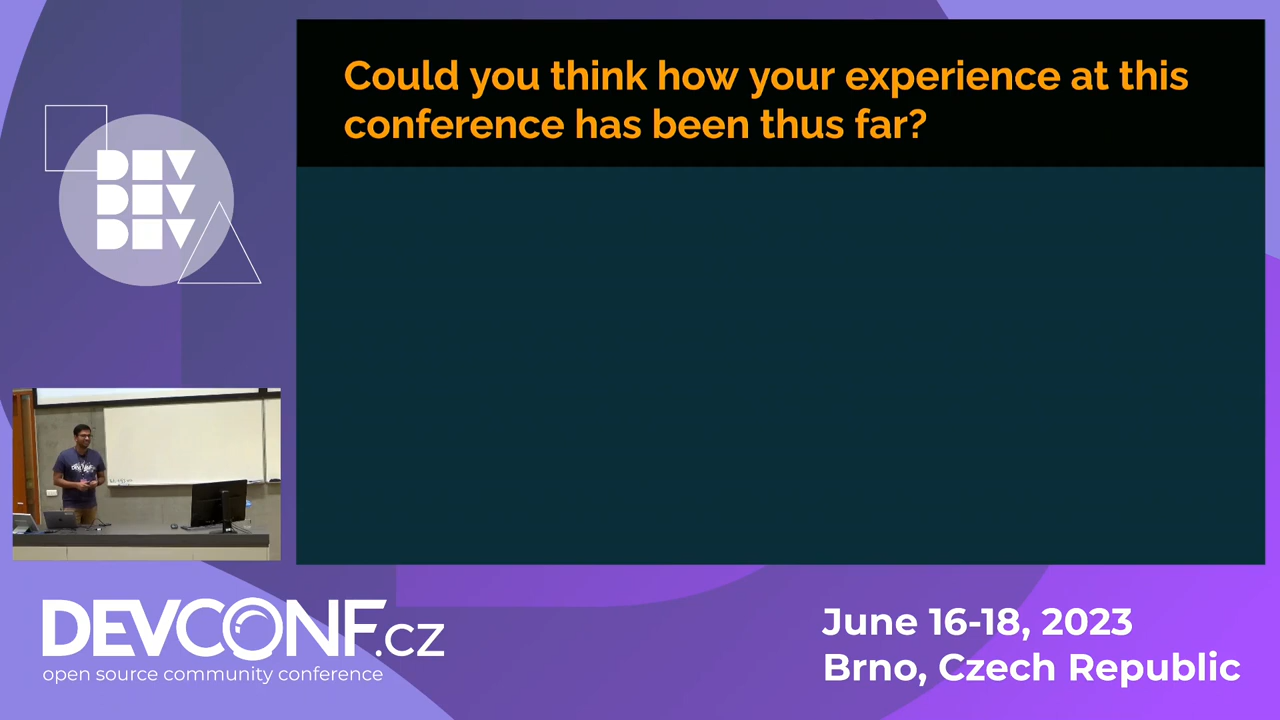 Could you think how your experience at this
conference has been thus far?
DEV
DEV
DEV
DEVCONF.cz
open source community conference
June 16-18, 2023
Brno, Czech Republic